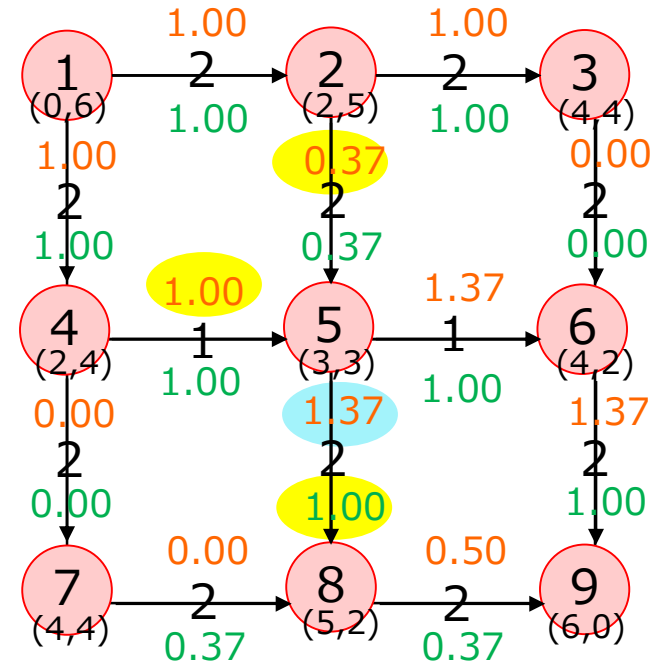 1.00 1.00
1 2 2 2 3
(0,6) 1.00 (2,5) 1.00 (4,4)
1.00 0.37 0.00
2 2 2
1.00 0.37 0.00
1.00 1.37
4 1 5 1 6
(2,4) 1.00 (3,3) 1.00 (4,2)
0.00 1.37 1.37
2 2 2
0.00 1.00 1.00
0.00 0.50
7 2 8 2 9
(4,4) 0.37 (5,2) 0.37 (6,0)